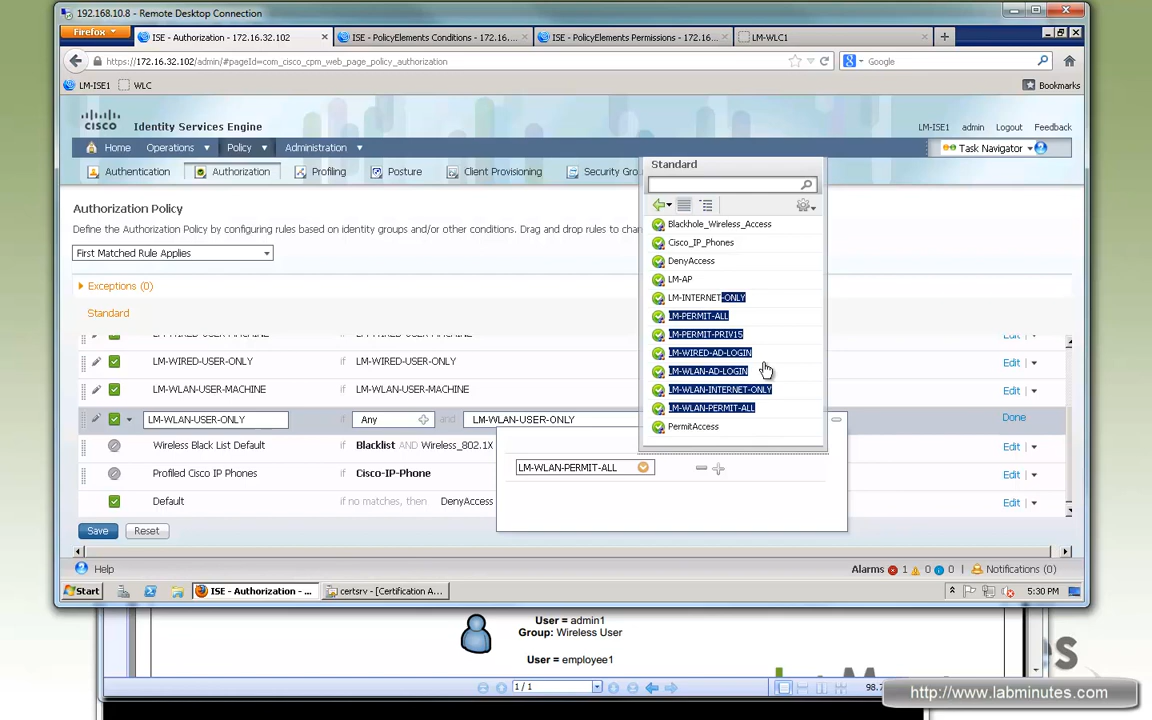 192.168.10.8 - Remote Desktop Connection
Firefox
ISE - Authorization - 172.16.32.102
ISE - PolicyElements Conditions - 172.16....
ISE - PolicyElements Permissions - 172.16....
LM-WLC1
https://172.16.32.102/admin/#pageId=com_cisco_cpm_web_page_policy_authorization
Google
LM-ISE1
WLC
Bookmarks
CISCO
Identity Services Engine
LM-ISE1 admin Logout Feedback
Home Operations Policy Administration
Task Navigator
Authentication Authorization Profiling Posture Client Provisioning Security Gro
Standard
Authorization Policy
Define the Authorization Policy by configuring rules based on identity groups and/or other conditions. Drag and drop rules to chan
First Matched Rule Applies
Blackhole_Wireless_Access
Cisco_IP_Phones
DenyAccess
LM-AP
LM-INTERNET-ONLY
LM-PERMIT-ALL
LM-PERMIT-PRIV15
LM-WIRED-AD-LOGIN
LM-WLAN-AD-LOGIN
LM-WLAN-INTERNET-ONLY
LM-WLAN-PERMIT-ALL
PermitAccess
Exceptions (0)
Standard
LM-WIRED-USER-ONLY if LM-WIRED-USER-ONLY Edit
LM-WLAN-USER-MACHINE if LM-WLAN-USER-MACHINE Edit
LM-WLAN-USER-ONLY if Any and LM-WLAN-USER-ONLY Done
Wireless Black List Default if Blacklist AND Wireless_802.1X Edit
LM-WLAN-PERMIT-ALL
Profiled Cisco IP Phones if Cisco-IP-Phone Edit
Default if no matches, then DenyAccess Edit
Save Reset
Help
Alarms 1 0 0 Notifications (0)
Start
ISE - Authorization - ...
certsrv - [Certification A...
5:30 PM
User = admin1
Group: Wireless User
User = employee1
1 / 1
98.7
http://www.labminutes.com